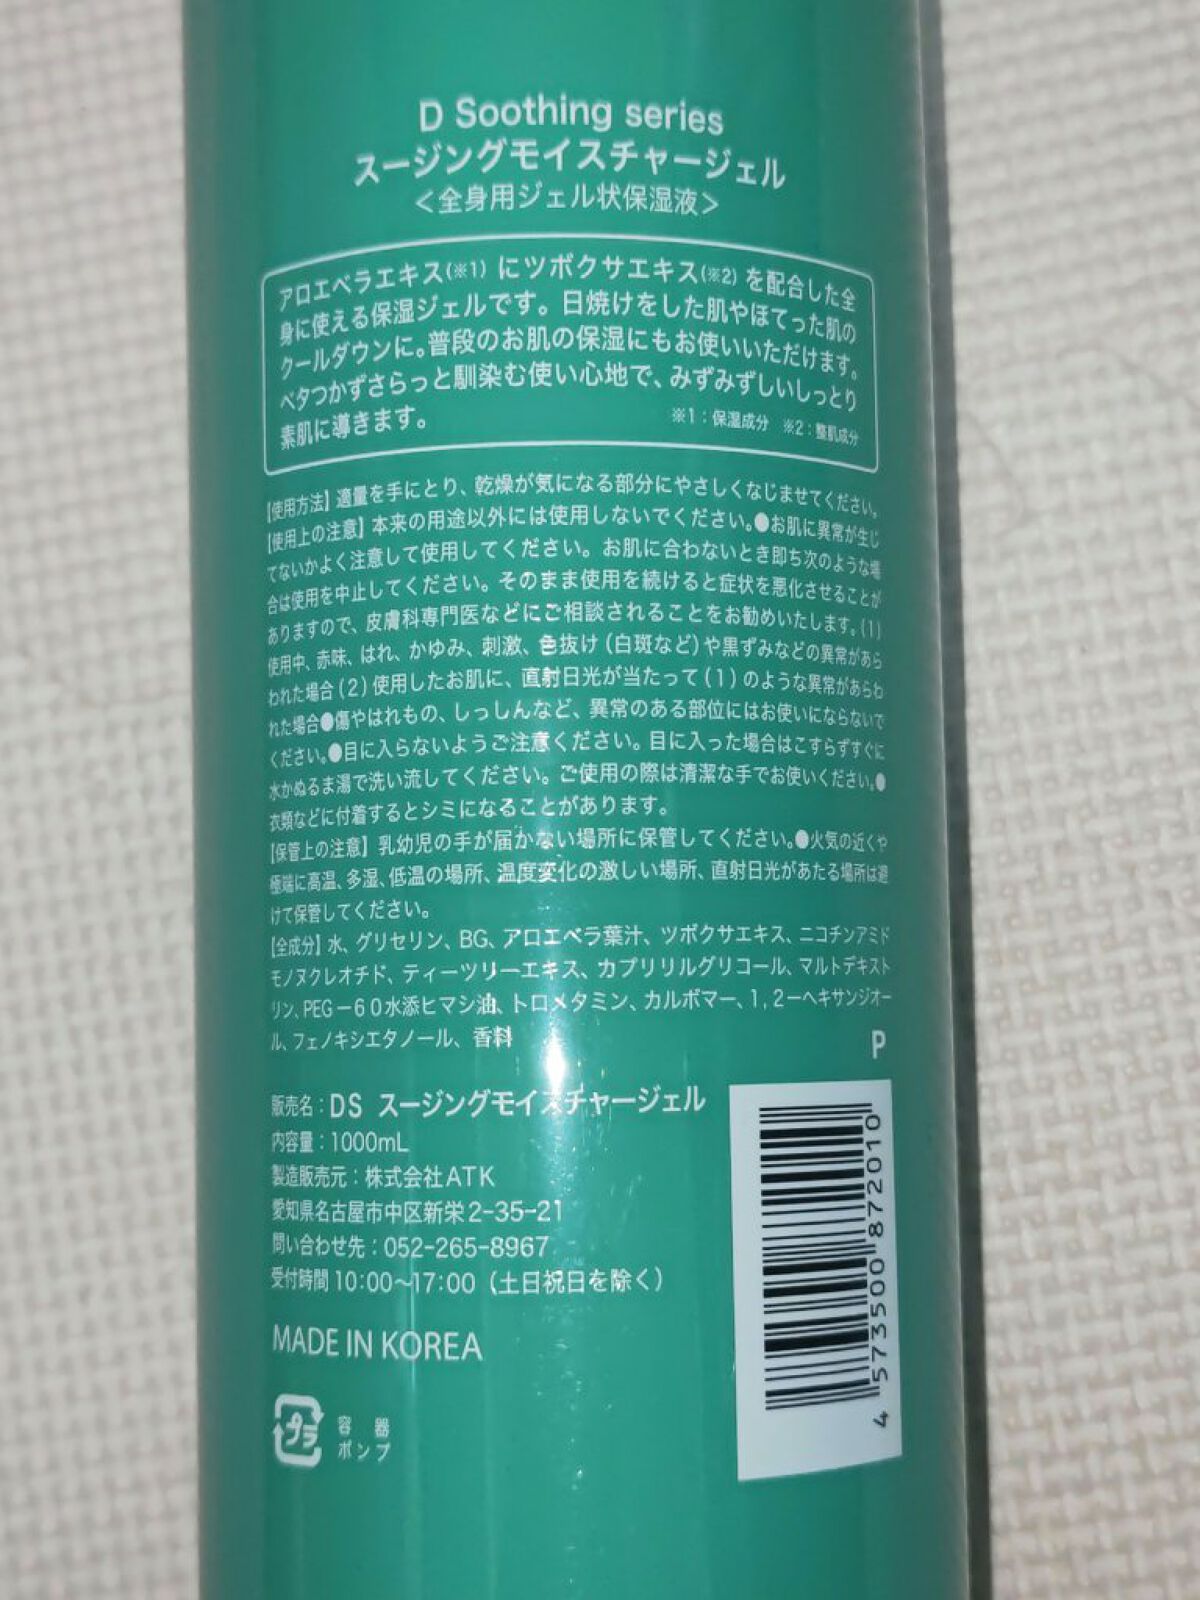 D Soothing series
スージングモイスチャージェル
＜全身用ジェル状保湿液＞
アロエベラエキス(※1)にツボクサエキス(※2)を配合した全
身に使える保湿ジェルです。日焼けをした肌やほてった肌の
クールダウンに。普段のお肌の保湿にもお使いいただけます。
ベタつかずさらっと馴染む使い心地で、みずみずしいしっとり
素肌に導きます。 ※1：保湿成分 ※2：整肌成分
【使用方法】適量を手にとり、乾燥が気になる部分にやさしくなじませてください。
【使用上の注意】本来の用途以外には使用しないでください。●お肌に異常が生じ
てないかよく注意して使用してください。お肌に合わないとき即ち次のような場
合は使用を中止してください。そのまま使用を続けると症状を悪化させることが
ありますので、皮膚科専門医などにご相談されることをお勧めいたします。(1)
使用中、赤味、はれ、かゆみ、刺激、色抜け(白斑など)や黒ずみなどの異常があら
われた場合(2)使用したお肌に、直射日光が当たって(1)のような異常があらわ
れた場合●傷やはれもの、しっしんなど、異常のある部位にはお使いにならないで
ください。●目に入らないようご注意ください。目に入った場合はこすらずすぐに
水かぬるま湯で洗い流してください。ご使用の際は清潔な手でお使いください。●
衣類などに付着するとシミになることがあります。
【保管上の注意】乳幼児の手が届かない場所に保管してください。●火気の近くや
極端に高温、多湿、低温の場所、温度変化の激しい場所、直射日光があたる場所は避
けて保管してください。
【全成分】水、グリセリン、BG、アロエベラ葉汁、ツボクサエキス、ニコチンアミド
モノヌクレオチド、ティーツリーエキス、カプリリルグリコール、マルトデキスト
リン、PEG－60水添ヒマシ油、トロメタミン、カルボマー、1,2－ヘキサンジオー
ル、フェノキシエタノール、香料
P
販売名：DS スージングモイスチャージェル
内容量：1000mL
製造販売元：株式会社ATK
愛知県名古屋市中区新栄2-35-21
問い合わせ先：052-265-8967
受付時間10:00〜17:00（土日祝日を除く）
MADE IN KOREA
プラ
容器
ポンプ
4573500872010